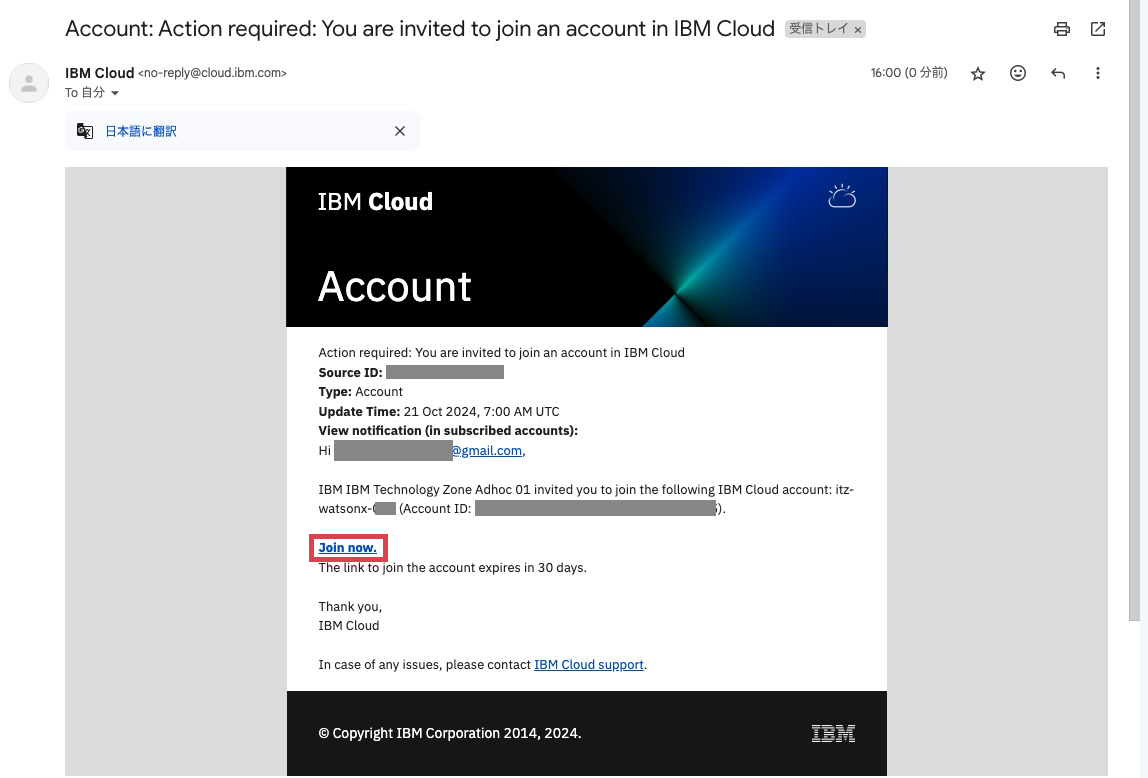 Account: Action required: You are invited to join an account in IBM Cloud 受信トレイ ×
IBM Cloud <no-reply@cloud.ibm.com> 16:00 (0 分前)
To 自分
日本語に翻訳
IBM Cloud
Account
Action required: You are invited to join an account in IBM Cloud
Source ID:
Type: Account
Update Time: 21 Oct 2024, 7:00 AM UTC
View notification (in subscribed accounts):
Hi @gmail.com,
IBM IBM Technology Zone Adhoc 01 invited you to join the following IBM Cloud account: itz-
watsonx- (Account ID: ).
Join now.
The link to join the account expires in 30 days.
Thank you,
IBM Cloud
In case of any issues, please contact IBM Cloud support.
© Copyright IBM Corporation 2014, 2024. IBM